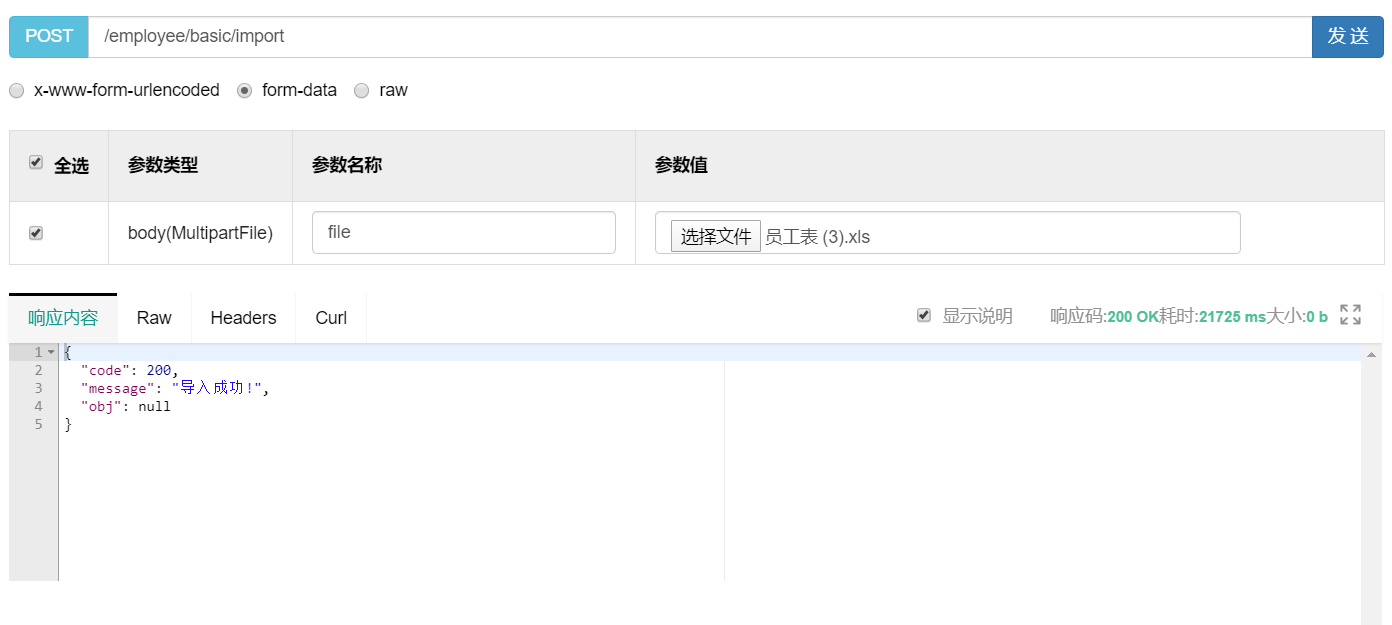 POST /employee/basic/import 发送
x-www-form-urlencoded form-data raw
全选 参数类型 参数名称 参数值
body(MultipartFile) file 选择文件 员工表 (3).xls
响应内容 Raw Headers Curl 显示说明 响应码:200 OK耗时:21725 ms大小:0 b
1 {
2 "code": 200,
3 "message": "导入成功!",
4 "obj": null
5 }